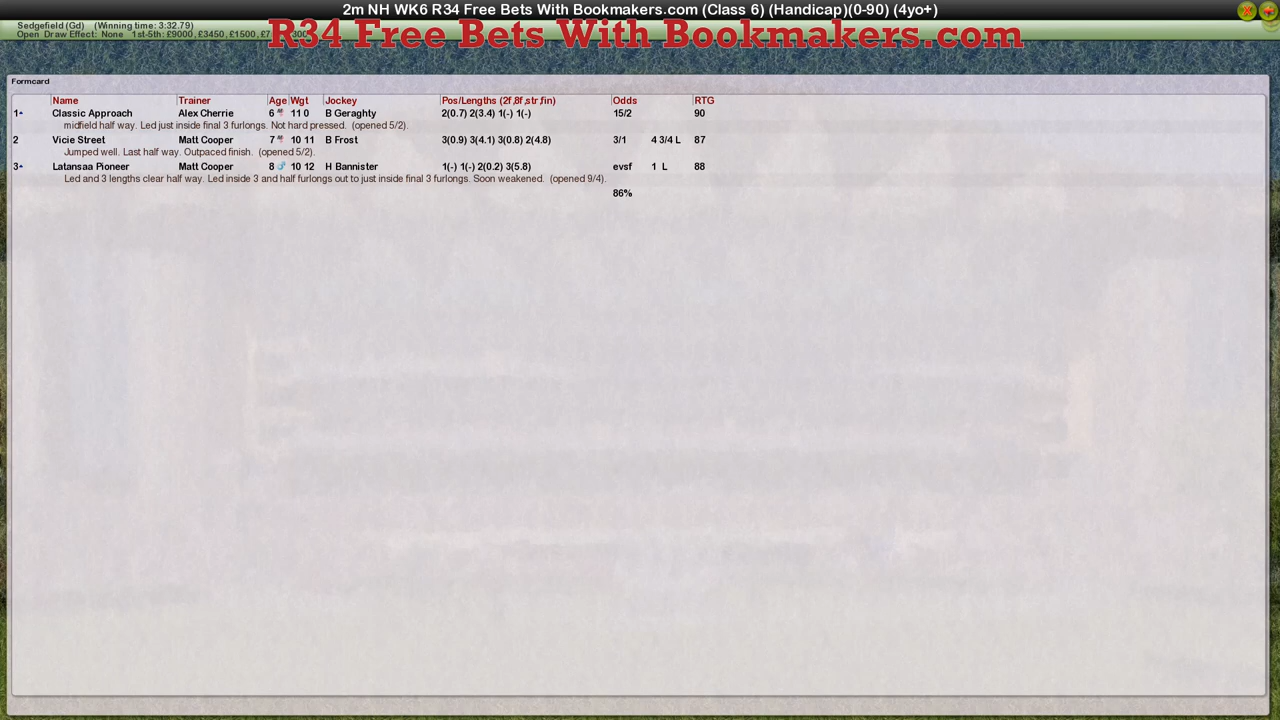 2m NH WK6 R34 Free Bets With Bookmakers.com (Class 6) (Handicap)(0-90) (4yo+)
Sedgefield (Gd) (Winning time: 3:32.79)
Open Draw Effect: None 1st-5th: £9000, £3450, £1500,
R34 Free Bets With Bookmakers.com
Formcard
Name Trainer Age Wgt Jockey Pos/Lengths (2f,8f,str,fin) Odds RTG
1 Classic Approach Alex Cherrie 6 11 0 B Geraghty 2(0.7) 2(3.4) 1(-) 1(-) 15/2 90
midfield half way. Led just inside final 3 furlongs. Not hard pressed. (opened 5/2).
2 Vicie Street Matt Cooper 7 10 11 B Frost 3(0.9) 3(4.1) 3(0.8) 2(4.8) 3/1 4 3/4 L 87
Jumped well. Last half way. Outpaced finish. (opened 5/2).
3 Latansaa Pioneer Matt Cooper 8 10 12 H Bannister 1(-) 1(-) 2(0.2) 3(5.8) evsf 1 L 88
Led and 3 lengths clear half way. Led inside 3 and half furlongs out to just inside final 3 furlongs. Soon weakened. (opened 9/4).
86%